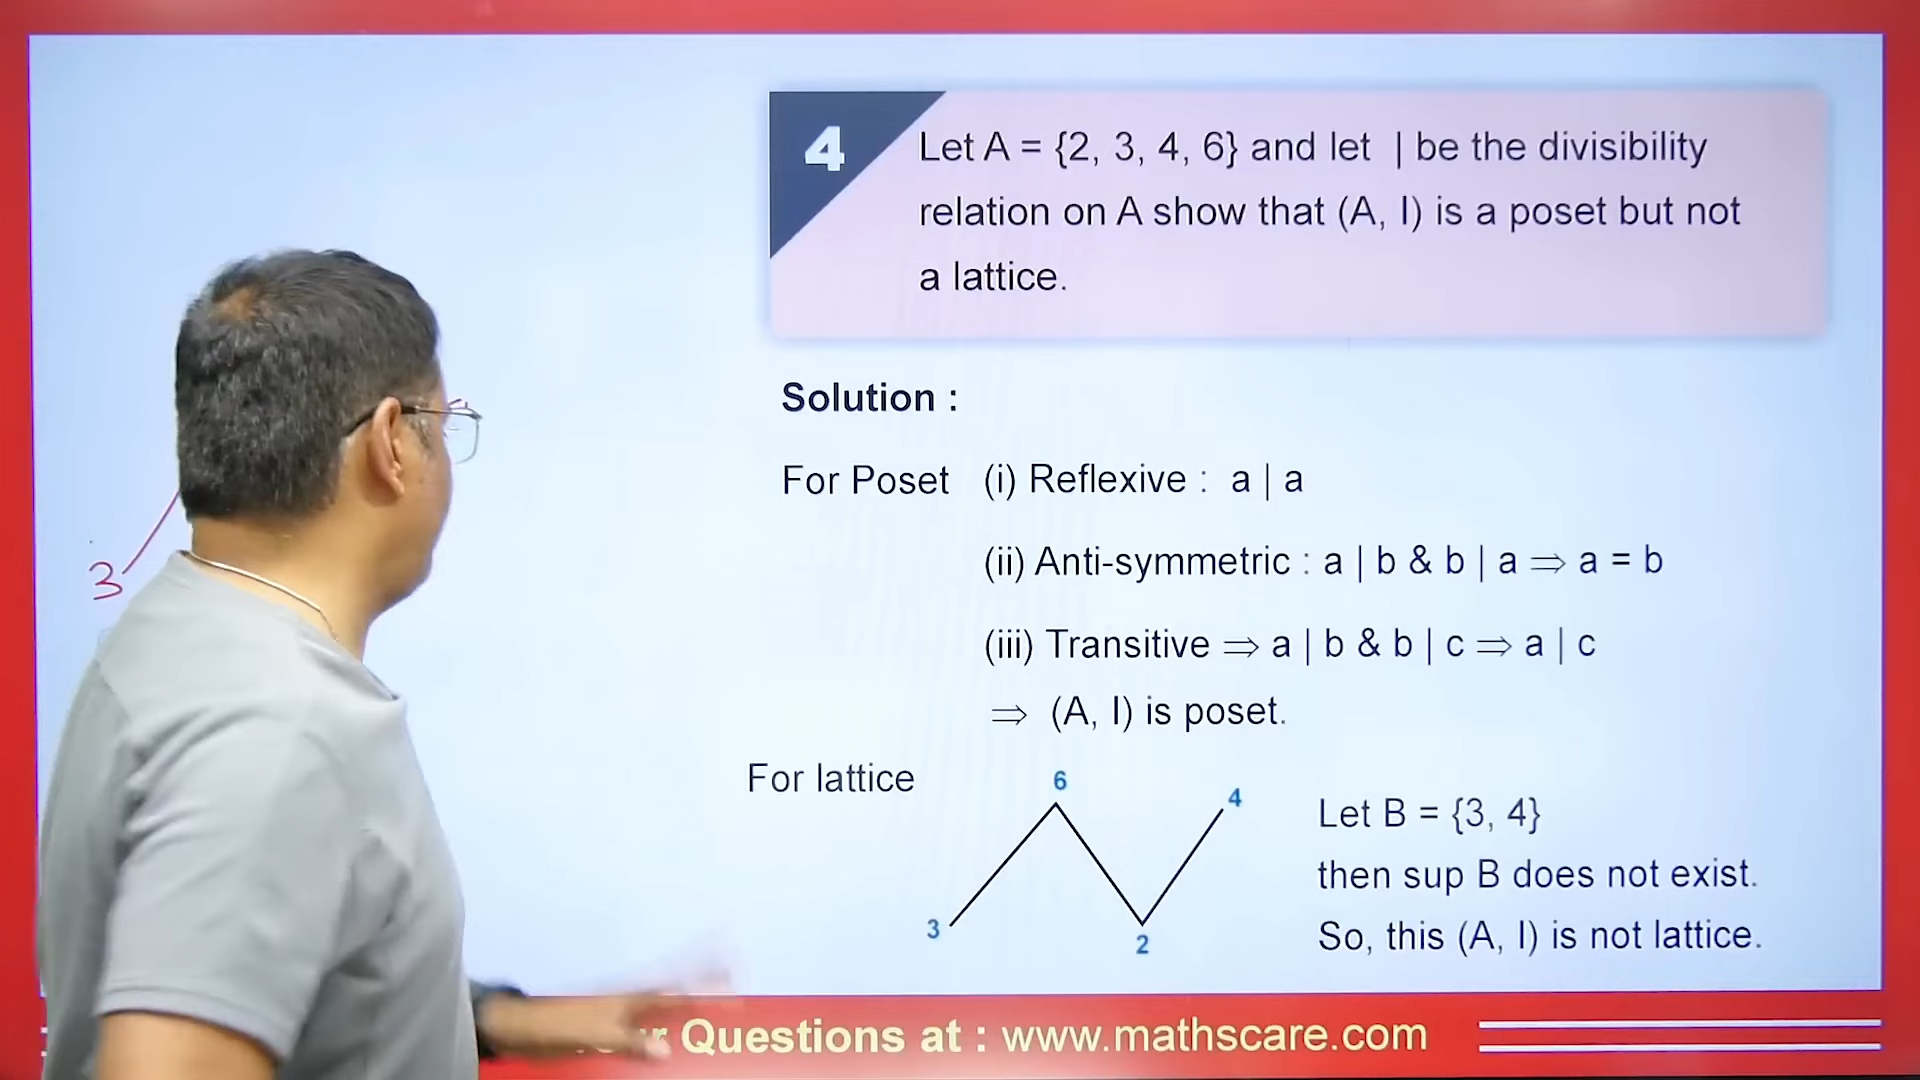 4
Let A = {2, 3, 4, 6} and let | be the divisibility
relation on A show that (A, I) is a poset but not
a lattice.
Solution :
For Poset (i) Reflexive : a | a
(ii) Anti-symmetric : a | b & b | a ⇒ a = b
(iii) Transitive ⇒ a | b & b | c ⇒ a | c
⇒ (A, I) is poset.
3
For lattice
6
4
3
2
Let B = {3, 4}
then sup B does not exist.
So, this (A, I) is not lattice.
Questions at : www.mathscare.com